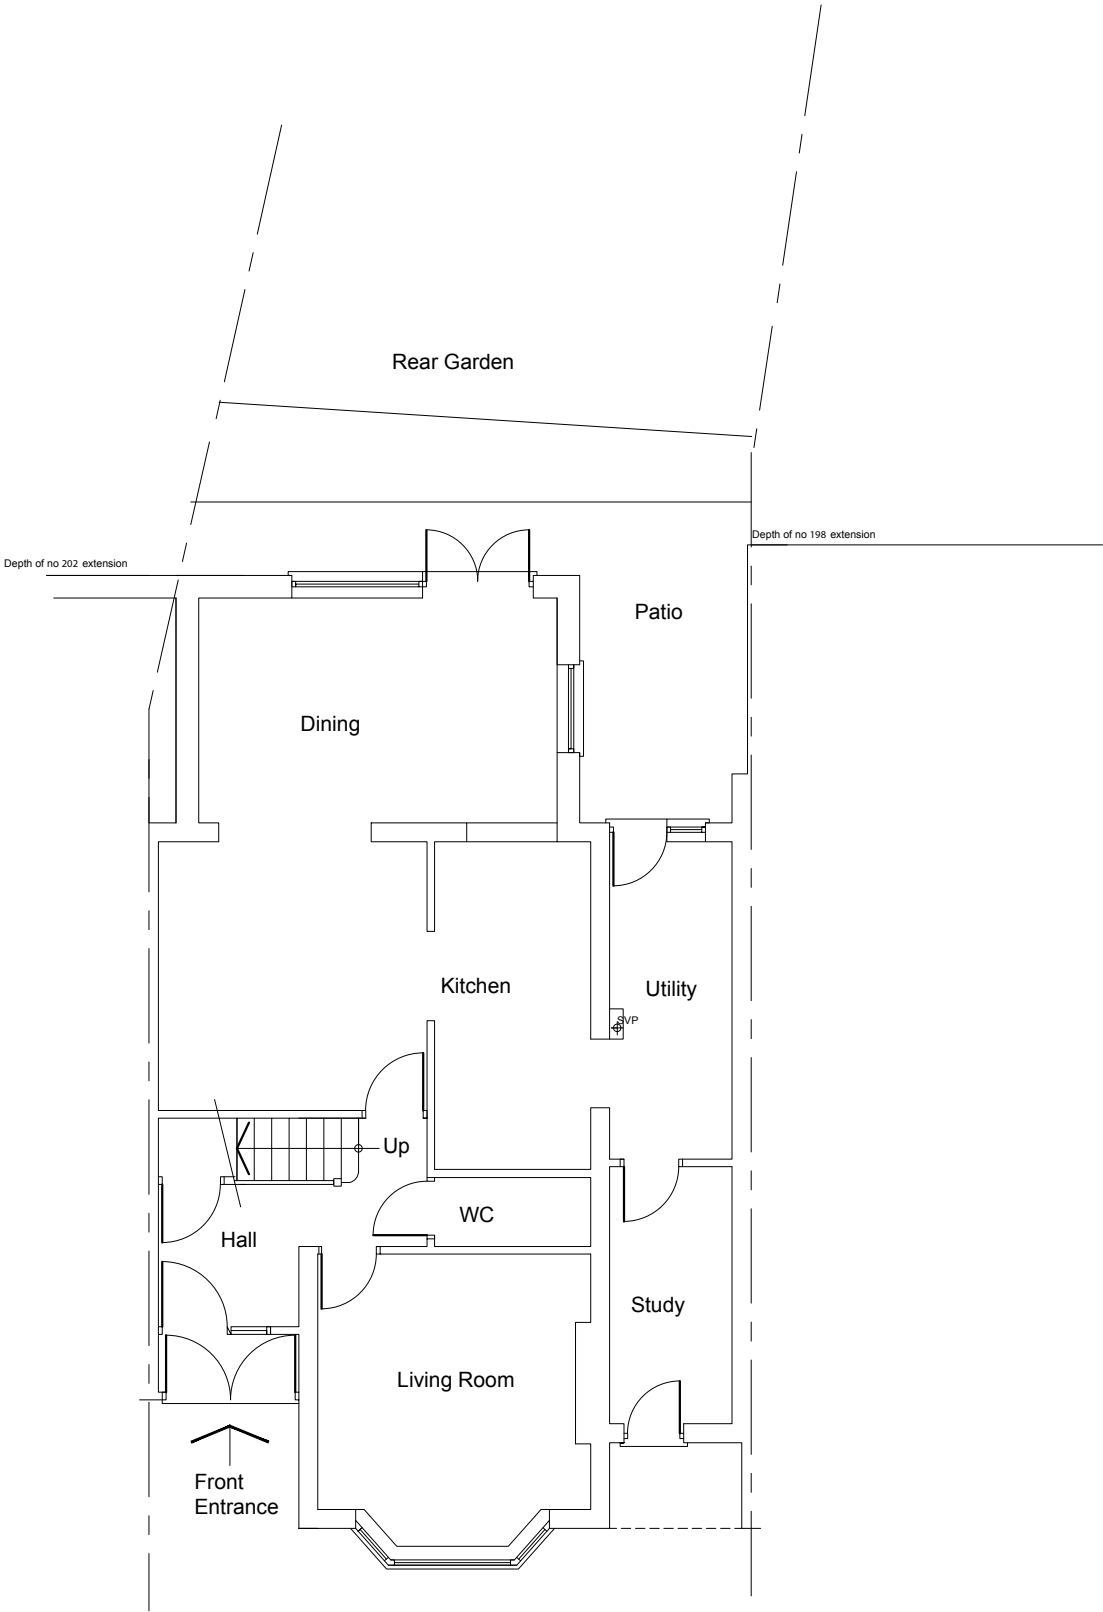 Rear Garden
Depth of no 198 extension
Depth of no 202 extension
Patio
Dining
Kitchen
Utility
SVP
Up
WC
Hall
Study
Living Room
Front
Entrance